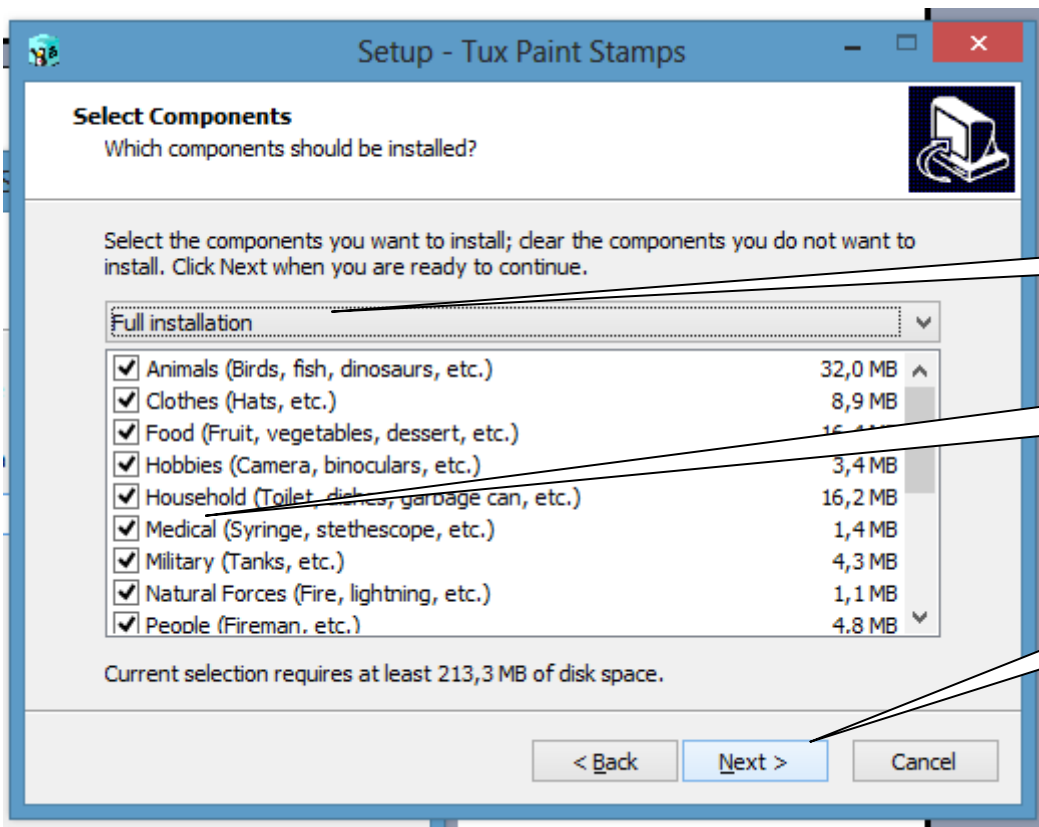 Setup - Tux Paint Stamps
Select Components
Which components should be installed?
Select the components you want to install; clear the components you do not want to
install. Click Next when you are ready to continue.
Full installation
Animals (Birds, fish, dinosaurs, etc.) 32,0 MB
Clothes (Hats, etc.) 8,9 MB
Food (Fruit, vegetables, dessert, etc.)
Hobbies (Camera, binoculars, etc.) 3,4 MB
Household (Toilet, dishes, garbage can, etc.) 16,2 MB
Medical (Syringe, stethescope, etc.) 1,4 MB
Military (Tanks, etc.) 4,3 MB
Natural Forces (Fire, lightning, etc.) 1,1 MB
People (Fireman, etc.) 4,8 MB
Current selection requires at least 213,3 MB of disk space.
< Back Next > Cancel